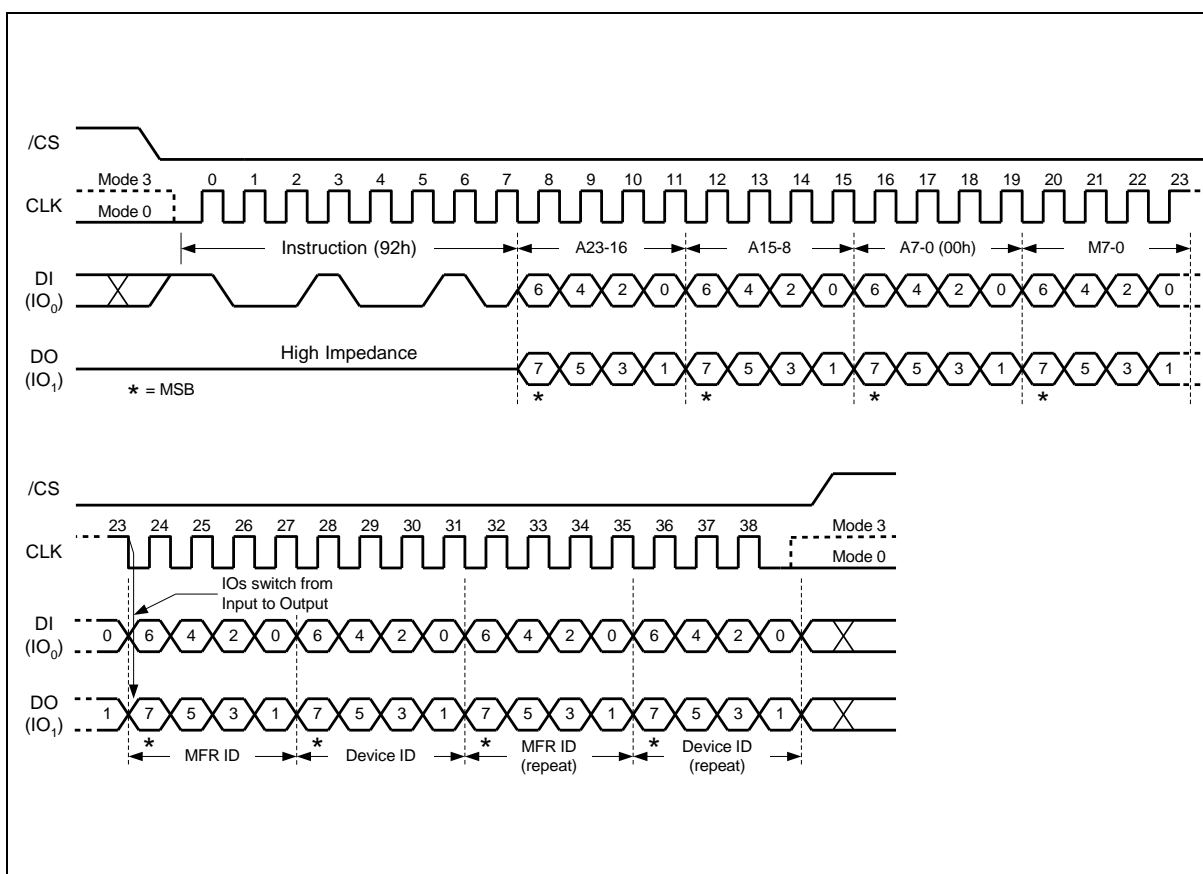 /CS
Mode 3
0 1 2 3 4 5 6 7 8 9 10 11 12 13 14 15 16 17 18 19 20 21 22 23
CLK
Mode 0
Instruction (92h) A23-16 A15-8 A7-0 (00h) M7-0
DI
(IO0)
6 4 2 0 6 4 2 0 6 4 2 0 6 4 2 0
High Impedance
DO
(IO1)
7 5 3 1 7 5 3 1 7 5 3 1 7 5 3 1
* = MSB
* * * *
/CS
23 24 25 26 27 28 29 30 31 32 33 34 35 36 37 38
Mode 3
CLK
Mode 0
IOs switch from
Input to Output
DI
(IO0)
0 6 4 2 0 6 4 2 0 6 4 2 0 6 4 2 0
DO
(IO1)
1 7 5 3 1 7 5 3 1 7 5 3 1 7 5 3 1
* * * *
MFR ID Device ID MFR ID
(repeat)
Device ID
(repeat)